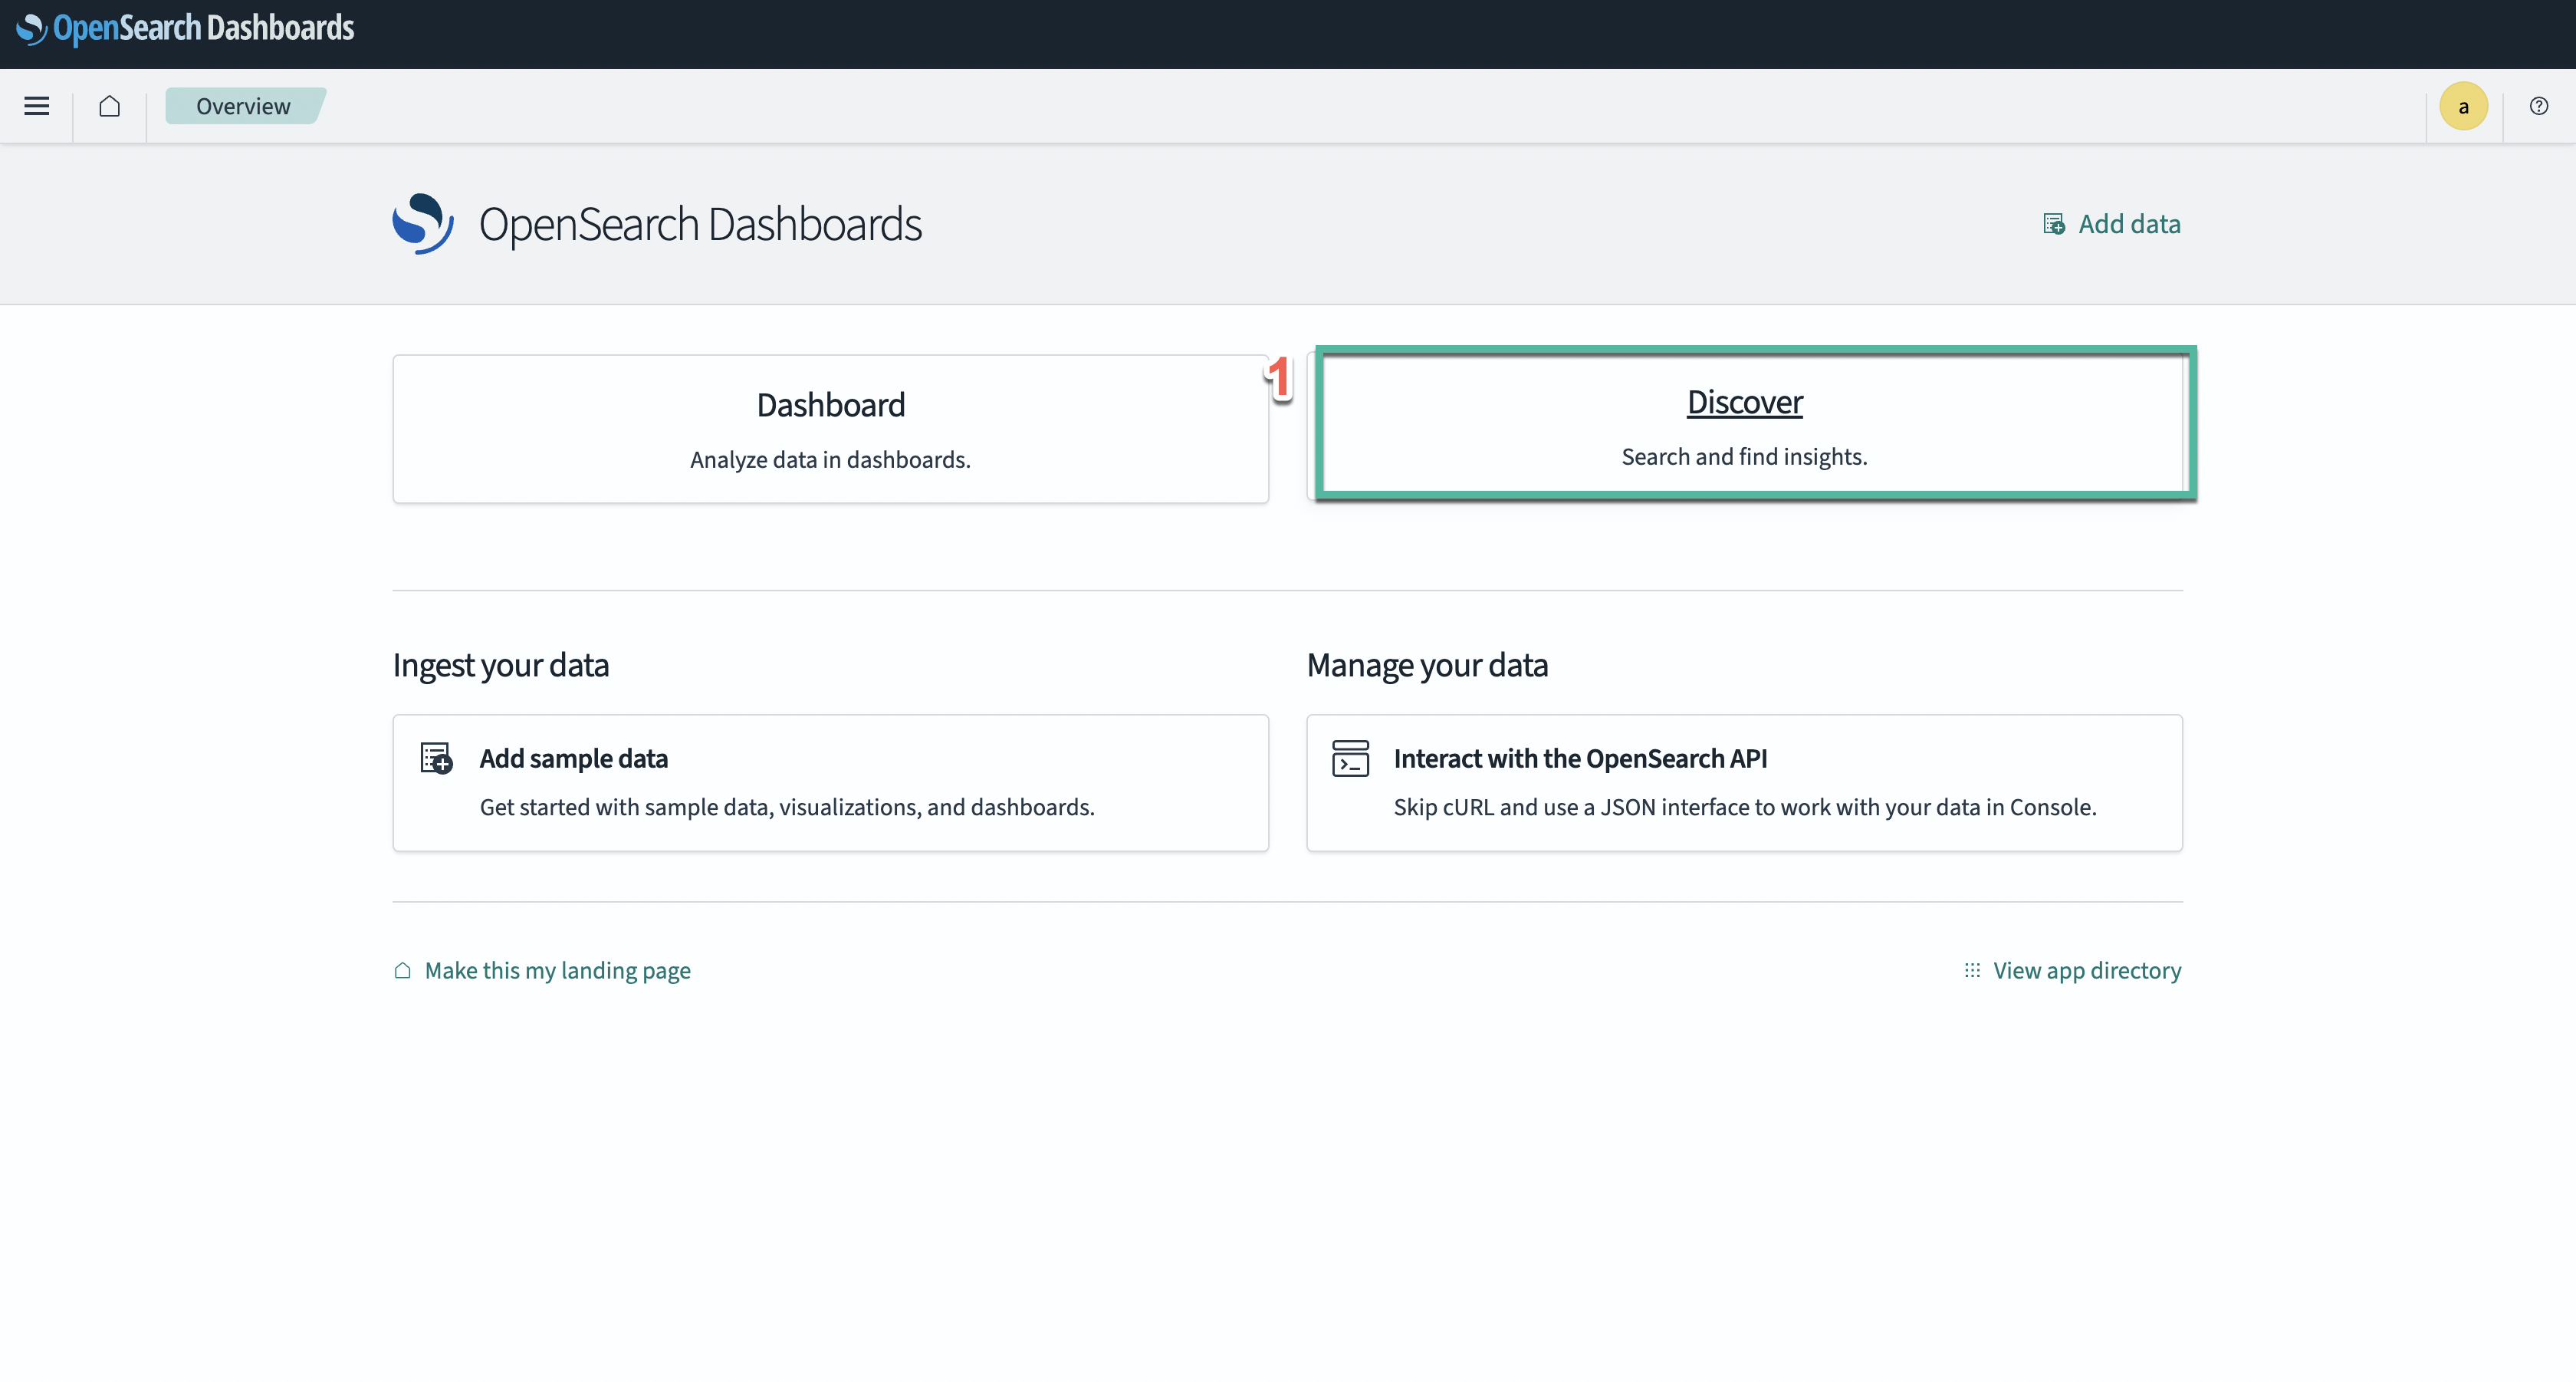 OpenSearch Dashboards
Overview
a
OpenSearch Dashboards
Add data
Dashboard
Analyze data in dashboards.
1
Discover
Search and find insights.
Ingest your data
Manage your data
Add sample data
Get started with sample data, visualizations, and dashboards.
Interact with the OpenSearch API
Skip cURL and use a JSON interface to work with your data in Console.
Make this my landing page
View app directory